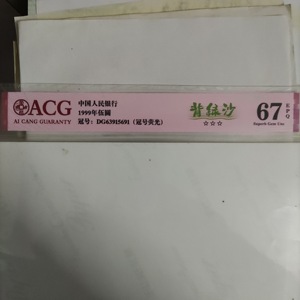 ACG
AI CANG GUARANTY
中国人民银行
1999年伍圆
冠号：DG63915691（冠号荧光）
背绿沙
☆☆☆
67 EPQ
Superb Gem Unc